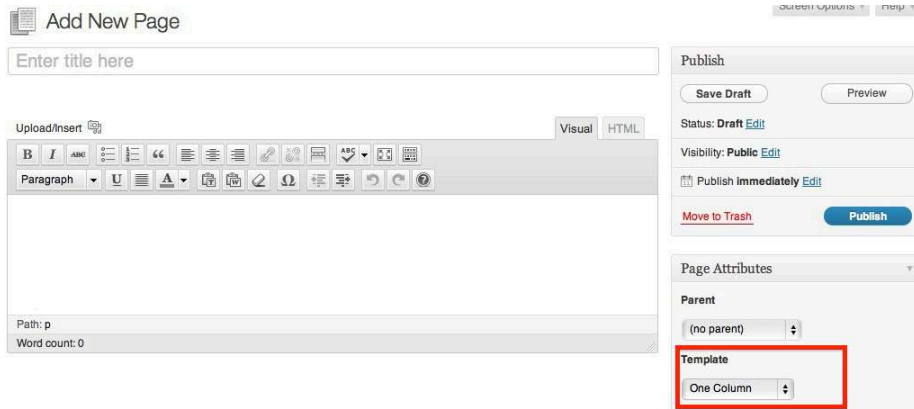 Screen Options
Help
Add New Page
Enter title here
Upload/Insert
Visual
HTML
B I ABC “ ABC
Paragraph U A T W Ω
Path: p
Word count: 0
Publish
Save Draft
Preview
Status: Draft Edit
Visibility: Public Edit
Publish immediately Edit
Move to Trash
Publish
Page Attributes
Parent
(no parent)
Template
One Column